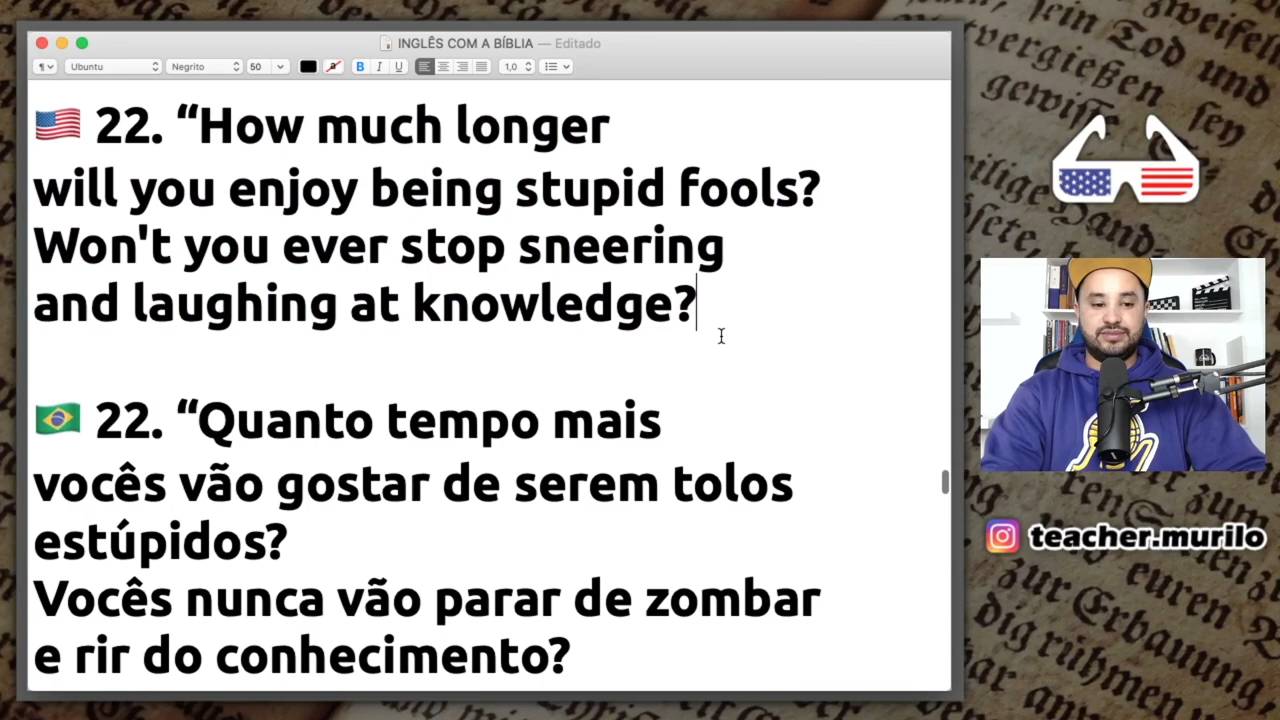 INGLÊS COM A BÍBLIA — Editado
Ubuntu Negrito 50 a B I U 1,0
22. “How much longer
will you enjoy being stupid fools?
Won't you ever stop sneering
and laughing at knowledge?
22. “Quanto tempo mais
vocês vão gostar de serem tolos
estúpidos?
Vocês nunca vão parar de zombar
e rir do conhecimento?
teacher.murilo